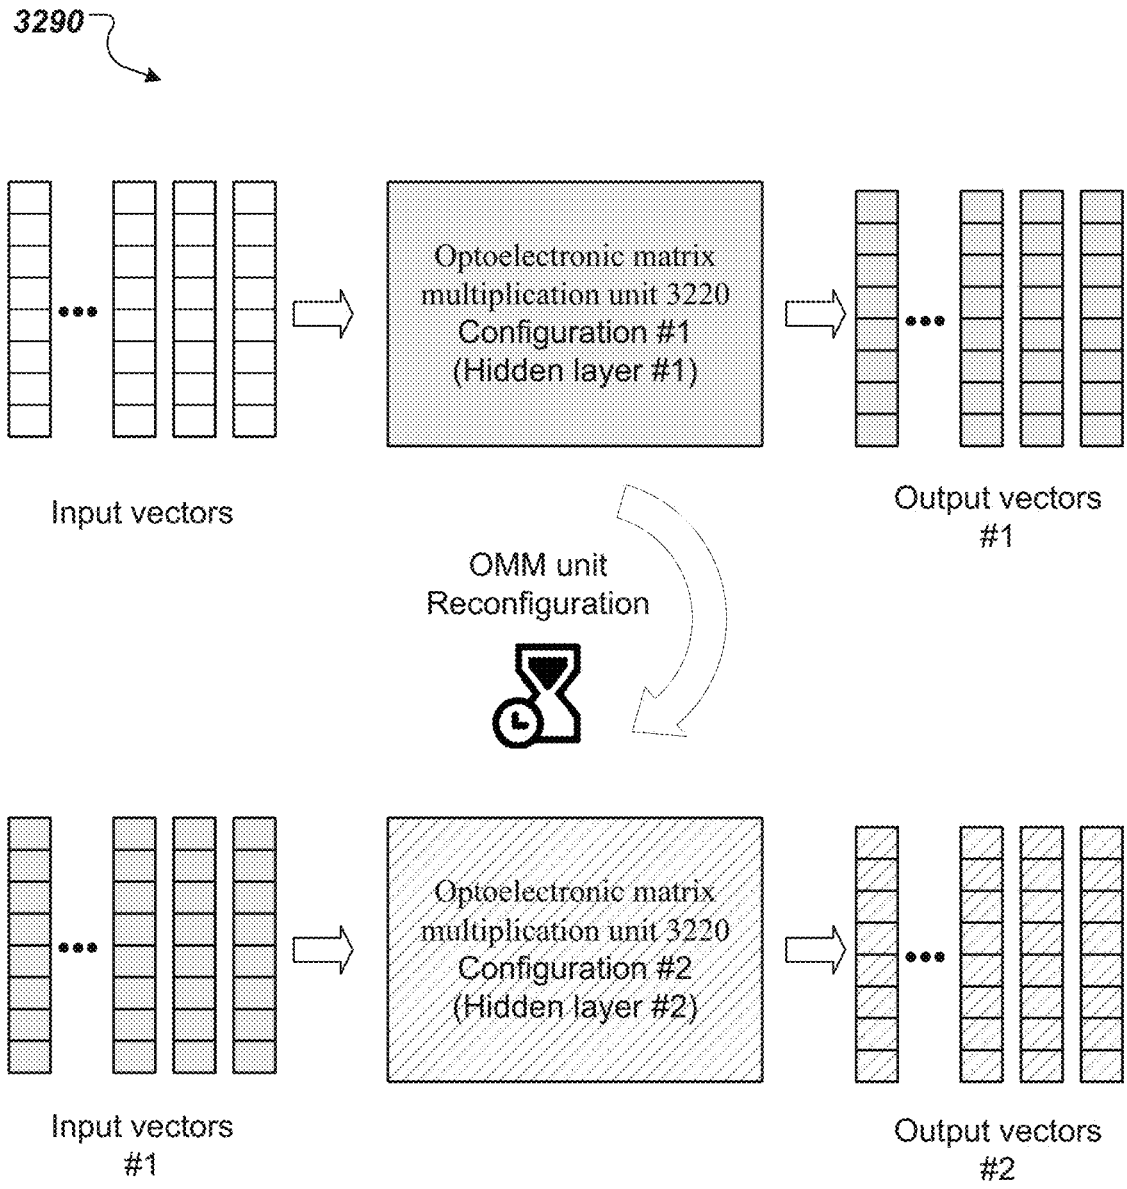 3290
Optoelectronic matrix
multiplication unit 3220
Configuration #1
(Hidden layer #1)
Input vectors
Output vectors
#1
OMM unit
Reconfiguration
Optoelectronic matrix
multiplication unit 3220
Configuration #2
(Hidden layer #2)
Input vectors
#1
Output vectors
#2